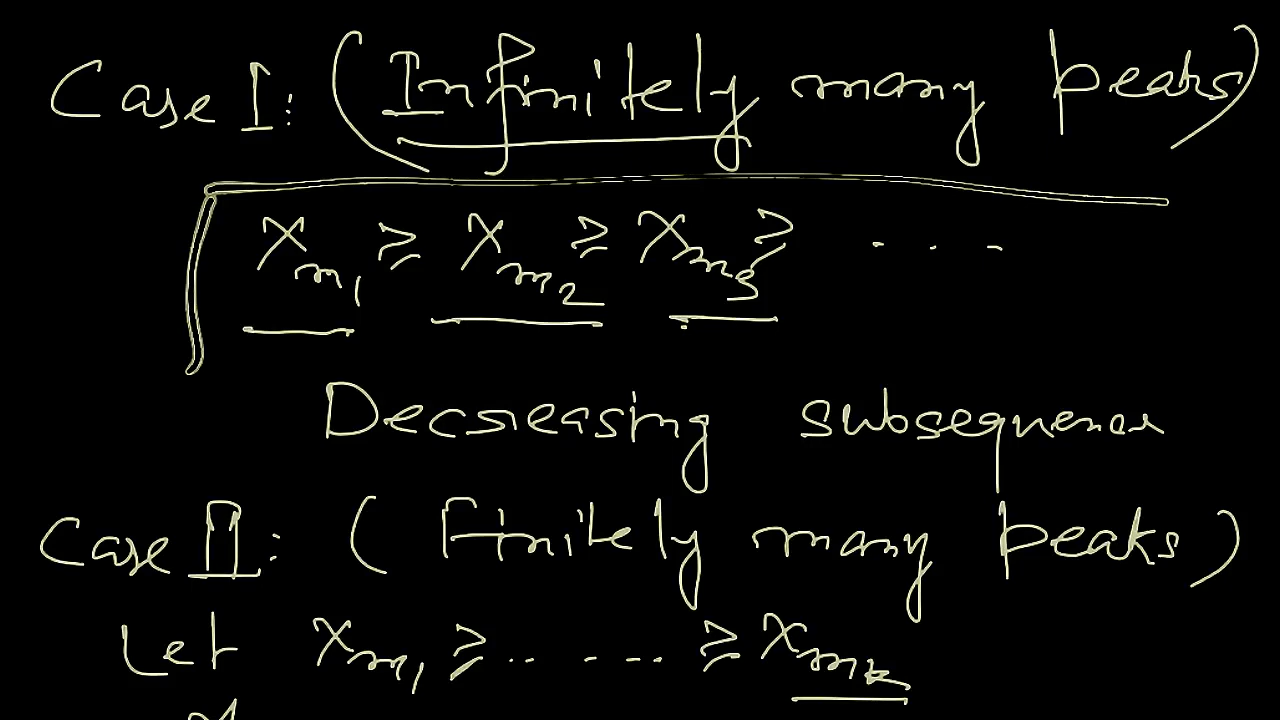 Case I: (Infinitely many peaks)
X_{m_1} ≥ X_{m_2} ≥ X_{m_3} ≥ . . . .
Decreasing subsequence
Case II: (Finitely many peaks)
Let X_{m_1} ≥ .. - ... ≥ X_{m_k}